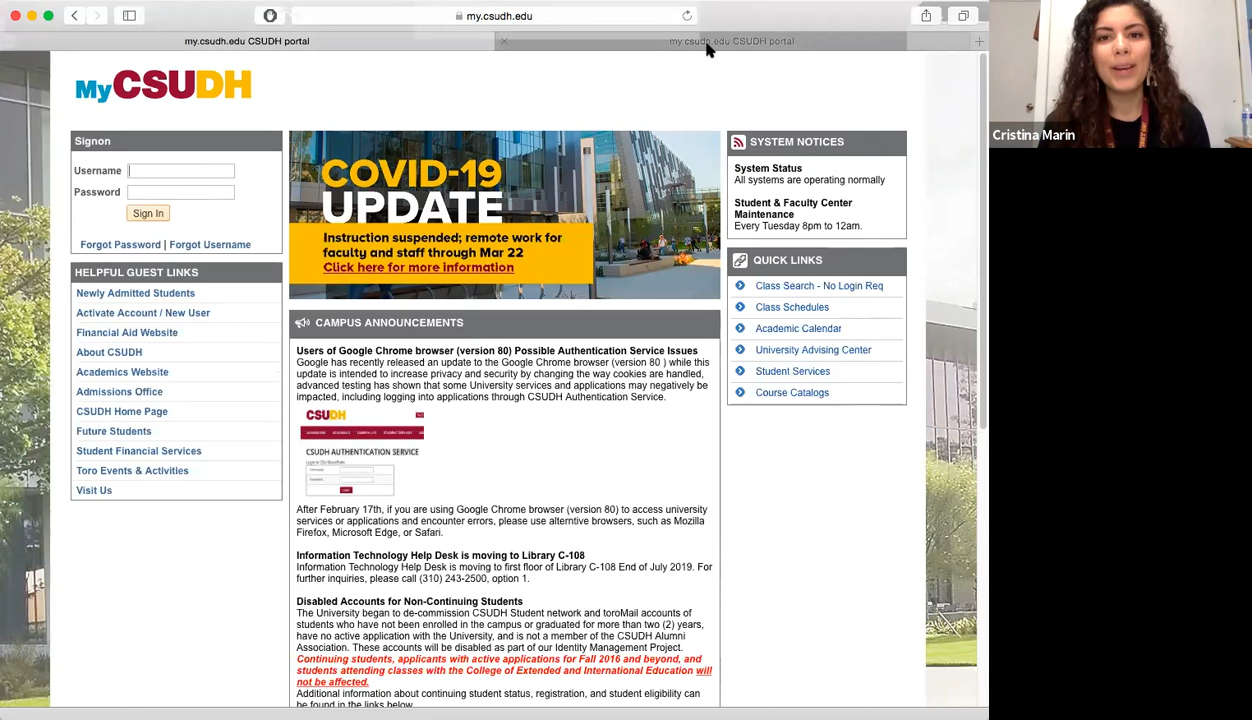 my.csudh.edu
my.csudh.edu CSUDH portal
my.csudh.edu CSUDH portal
MyCSUDH
Signon
Username
Password
Sign In
Forgot Password | Forgot Username
HELPFUL GUEST LINKS
Newly Admitted Students
Activate Account / New User
Financial Aid Website
About CSUDH
Academics Website
Admissions Office
CSUDH Home Page
Future Students
Student Financial Services
Toro Events & Activities
Visit Us
COVID-19
UPDATE
Instruction suspended; remote work for
faculty and staff through Mar 22
Click here for more information
CAMPUS ANNOUNCEMENTS
Users of Google Chrome browser (version 80) Possible Authentication Service Issues
Google has recently released an update to the Google Chrome browser (version 80 ) while this
update is intended to increase privacy and security by changing the way cookies are handled,
advanced testing has shown that some University services and applications may negatively be
impacted, including logging into applications through CSUDH Authentication Service.
CSUDH
CSUDH AUTHENTICATION SERVICE
After February 17th, if you are using Google Chrome browser (version 80) to access university
services or applications and encounter errors, please use alterntive browsers, such as Mozilla
Firefox, Microsoft Edge, or Safari.
Information Technology Help Desk is moving to Library C-108
Information Technology Help Desk is moving to first floor of Library C-108 End of July 2019. For
further inquiries, please call (310) 243-2500, option 1.
Disabled Accounts for Non-Continuing Students
The University began to de-commission CSUDH Student network and toroMail accounts of
students who have not been enrolled in the campus or graduated for more than two (2) years,
have no active application with the University, and is not a member of the CSUDH Alumni
Association. These accounts will be disabled as part of our Identity Management Project.
Continuing students, applicants with active applications for Fall 2016 and beyond, and
students attending classes with the College of Extended and International Education will
not be affected.
Additional information about continuing student status, registration, and student eligibility can
be found in the links below.
SYSTEM NOTICES
System Status
All systems are operating normally
Student & Faculty Center
Maintenance
Every Tuesday 8pm to 12am.
QUICK LINKS
Class Search - No Login Req
Class Schedules
Academic Calendar
University Advising Center
Student Services
Course Catalogs
Cristina Marin